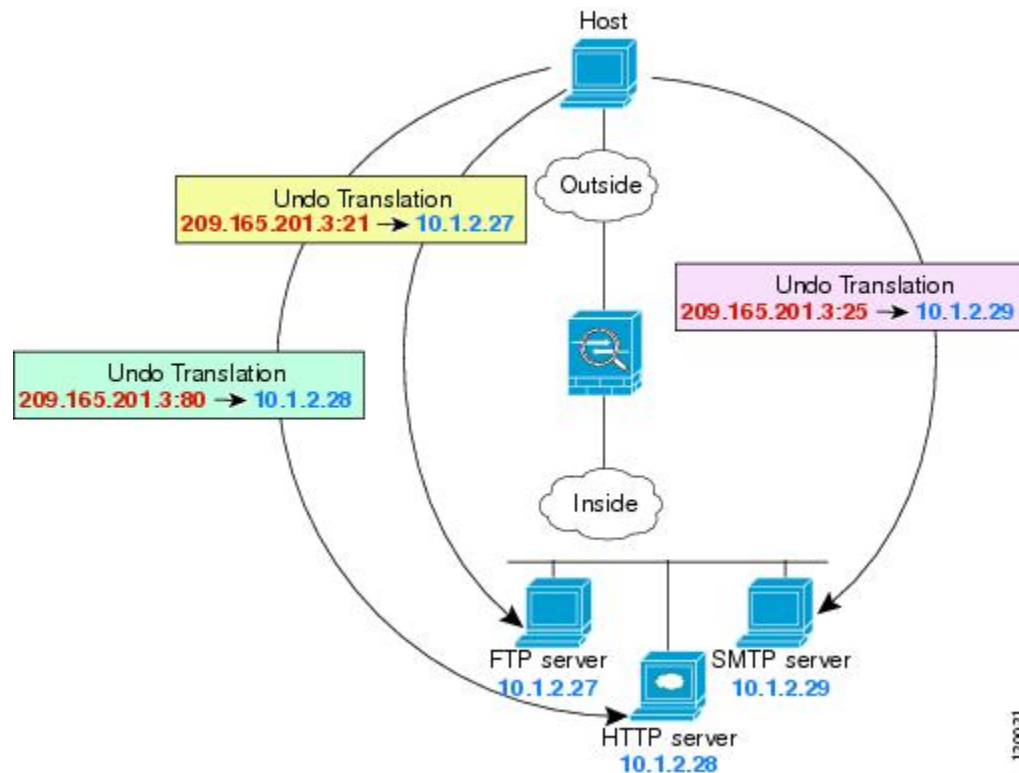 Host
Outside
Undo Translation
209.165.201.3:21 → 10.1.2.27
Undo Translation
209.165.201.3:25 → 10.1.2.29
Undo Translation
209.165.201.3:80 → 10.1.2.28
Inside
FTP server
10.1.2.27
SMTP server
10.1.2.29
HTTP server
10.1.2.28